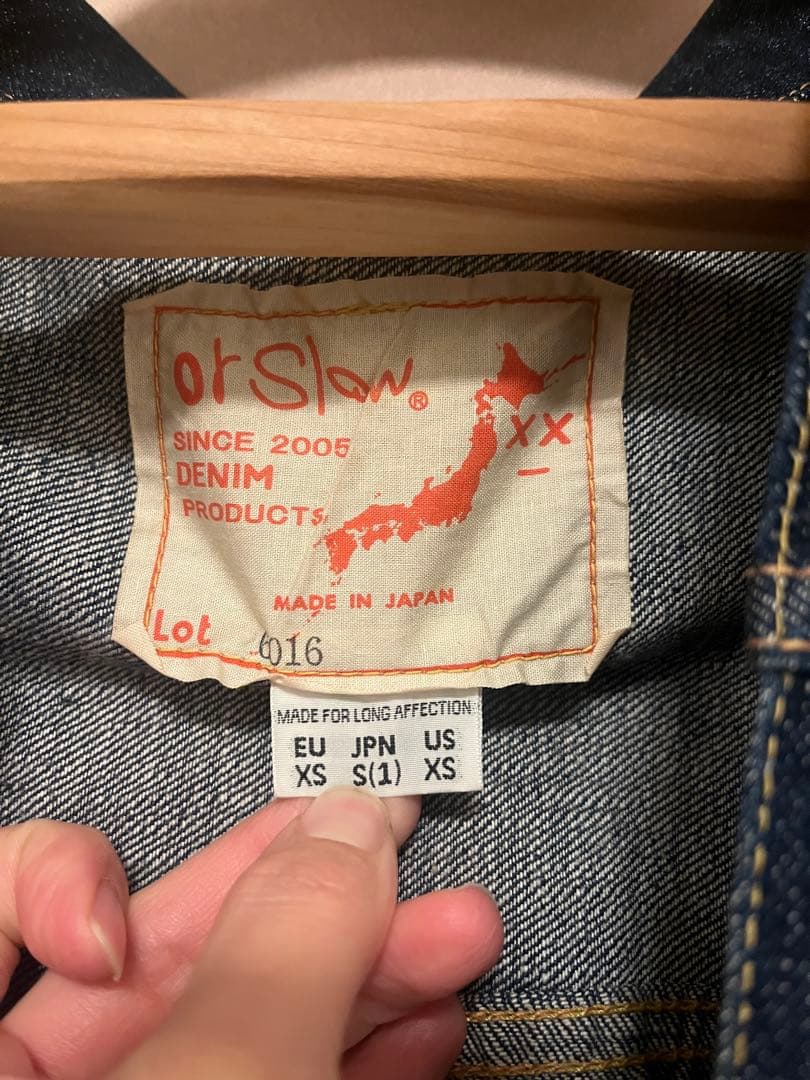 orSlow®
SINCE 2005
DENIM
PRODUCTS
XX
MADE IN JAPAN
Lot 6016
MADE FOR LONG AFFECTION
EU JPN US
XS S(1) XS